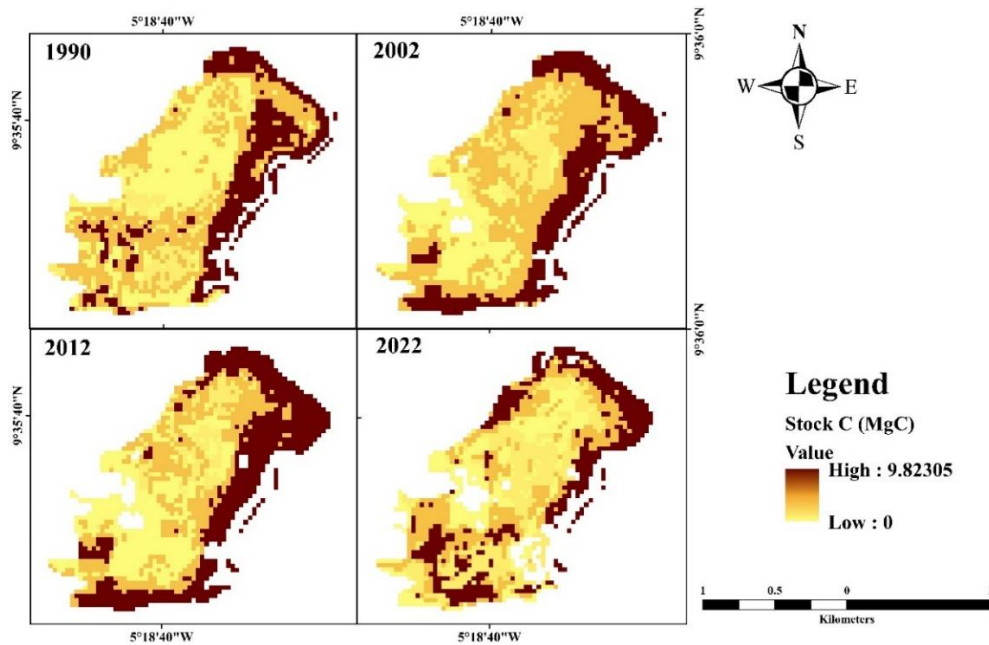 5°18'40"W
5°18'40"W
1990
2002
9°35'40"N
9°36'0"N
N
W
E
S
2012
2022
9°35'40"N
9°36'0"N
5°18'40"W
5°18'40"W
Legend
Stock C (MgC)
Value
High : 9.82305
Low : 0
1
0.5
0
Kilometers